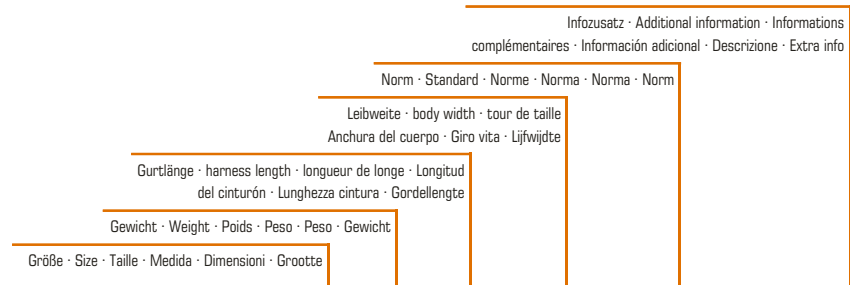 Infozusatz · Additional information · Informations
complémentaires · Información adicional · Descrizione · Extra info
Norm · Standard · Norme · Norma · Norma · Norm
Leibweite · body width · tour de taille
Anchura del cuerpo · Giro vita · Lijfwijdte
Gurtlänge · harness length · longueur de longe · Longitud
del cinturón · Lunghezza cintura · Gordellengte
Gewicht · Weight · Poids · Peso · Peso · Gewicht
Größe · Size · Taille · Medida · Dimensioni · Grootte